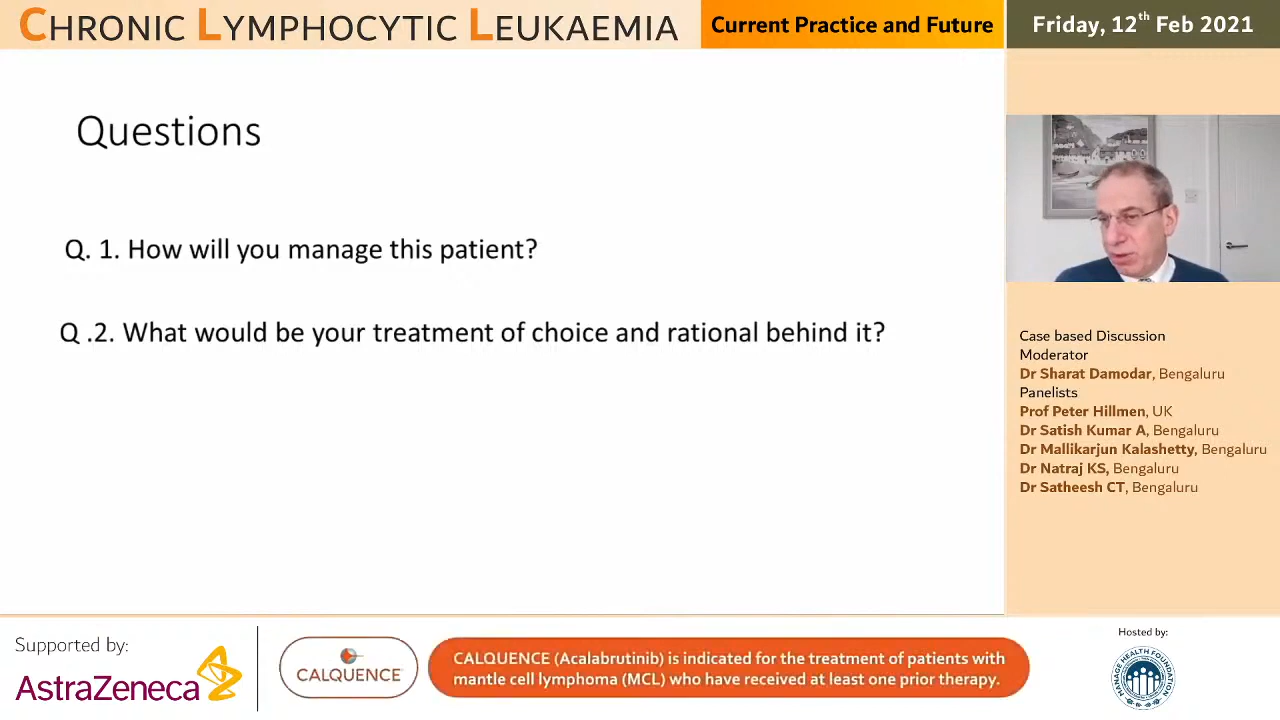 CHRONIC LYMPHOCYTIC LEUKAEMIA
Current Practice and Future
Friday, 12th Feb 2021
Questions
Q. 1. How will you manage this patient?
Q .2. What would be your treatment of choice and rational behind it?
Case based Discussion
Moderator
Dr Sharat Damodar, Bengaluru
Panelists
Prof Peter Hillmen, UK
Dr Satish Kumar A, Bengaluru
Dr Mallikarjun Kalashetty, Bengaluru
Dr Natraj KS, Bengaluru
Dr Satheesh CT, Bengaluru
Supported by:
AstraZeneca
CALQUENCE
CALQUENCE (Acalabrutinib) is indicated for the treatment of patients with
mantle cell lymphoma (MCL) who have received at least one prior therapy.
Hosted by:
MANAGE HEALTH FOUNDATION